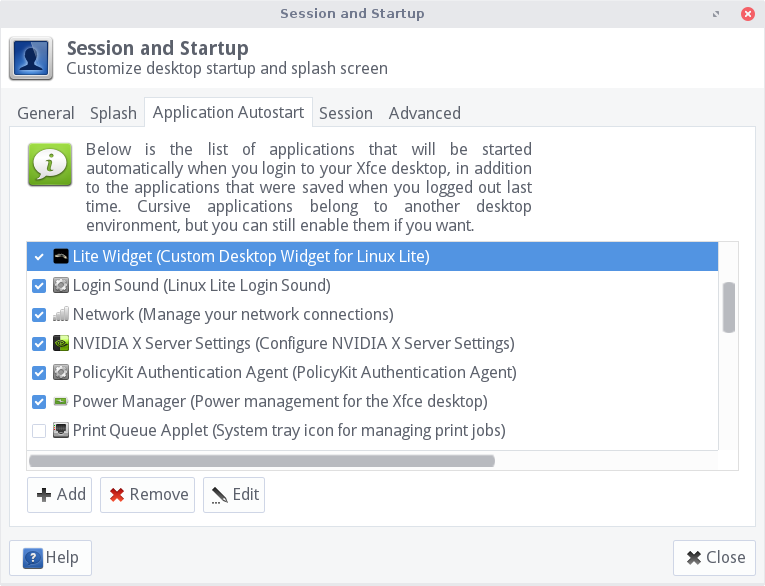 Session and Startup
Session and Startup
Customize desktop startup and splash screen
General Splash Application Autostart Session Advanced
Below is the list of applications that will be started
automatically when you login to your Xfce desktop, in addition
to the applications that were saved when you logged out last
time. Cursive applications belong to another desktop
environment, but you can still enable them if you want.
Lite Widget (Custom Desktop Widget for Linux Lite)
Login Sound (Linux Lite Login Sound)
Network (Manage your network connections)
NVIDIA X Server Settings (Configure NVIDIA X Server Settings)
PolicyKit Authentication Agent (PolicyKit Authentication Agent)
Power Manager (Power management for the Xfce desktop)
Print Queue Applet (System tray icon for managing print jobs)
Add Remove Edit
Help Close